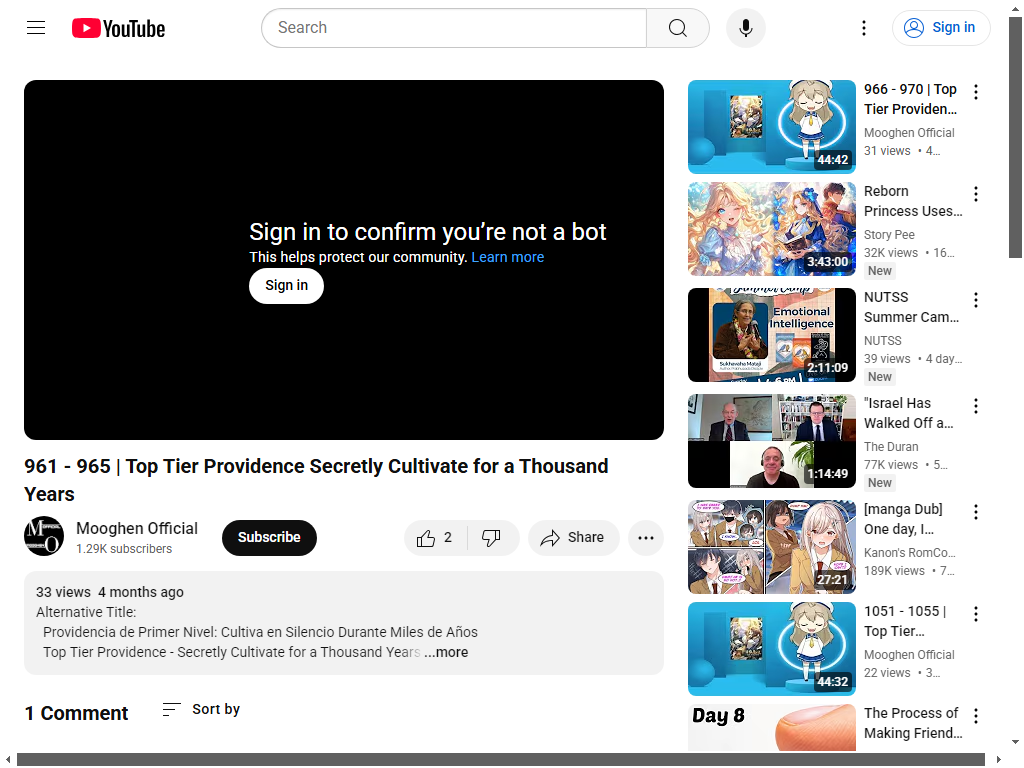 YouTube
Search
Sign in
Sign in to confirm you’re not a bot
This helps protect our community. Learn more
Sign in
961 - 965 | Top Tier Providence Secretly Cultivate for a Thousand
Years
Mooghen Official
1.29K subscribers
Subscribe
2
Share
33 views 4 months ago
Alternative Title:
Providencia de Primer Nivel: Cultiva en Silencio Durante Miles de Años
Top Tier Providence - Secretly Cultivate for a Thousand Years ...more
1 Comment
Sort by
44:42
966 - 970 | Top
Tier Providen...
Mooghen Official
31 views • 4...
3:43:00
Reborn
Princess Uses...
Story Pee
32K views • 16...
New
Summer Camp
Emotional
Intelligence
Sukhavaha Mataji
2:11:09
NUTSS
Summer Cam...
NUTSS
39 views • 4 day...
New
1:14:49
"Israel Has
Walked Off a...
The Duran
77K views • 5...
New
27:21
[manga Dub]
One day, I...
Kanon's RomCo...
189K views • 7...
44:32
1051 - 1055 |
Top Tier...
Mooghen Official
22 views • 3...
Day 8
The Process of
Making Friend...